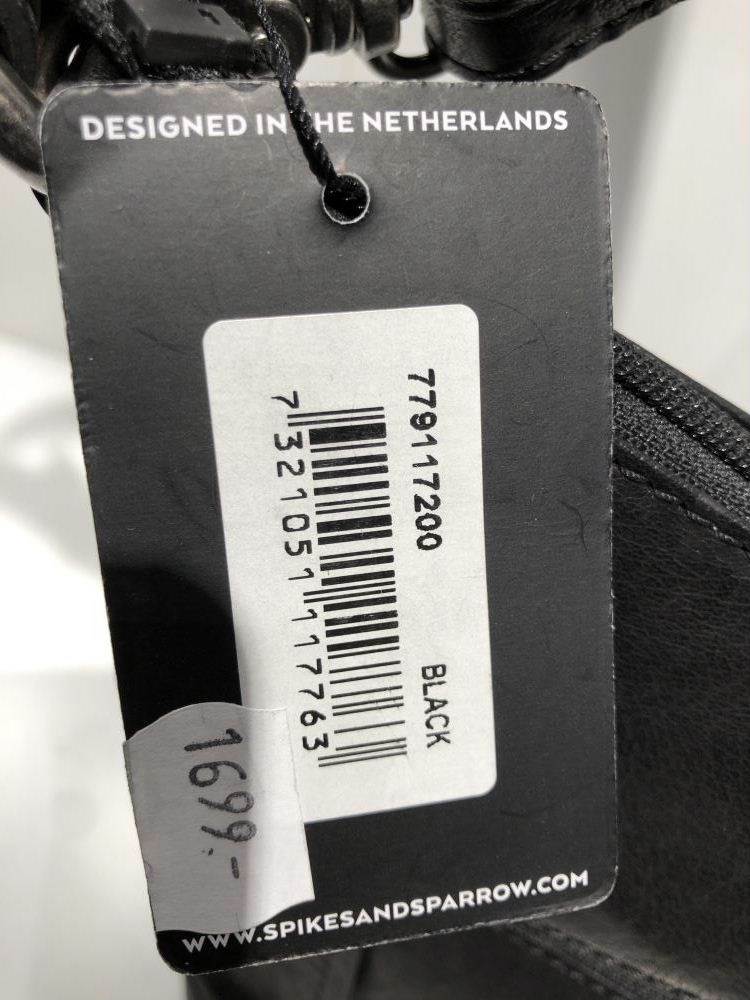 DESIGNED IN THE NETHERLANDS
779117200 BLACK
7 321051 117763
1699:-
WWW.SPIKESANDSPARROW.COM